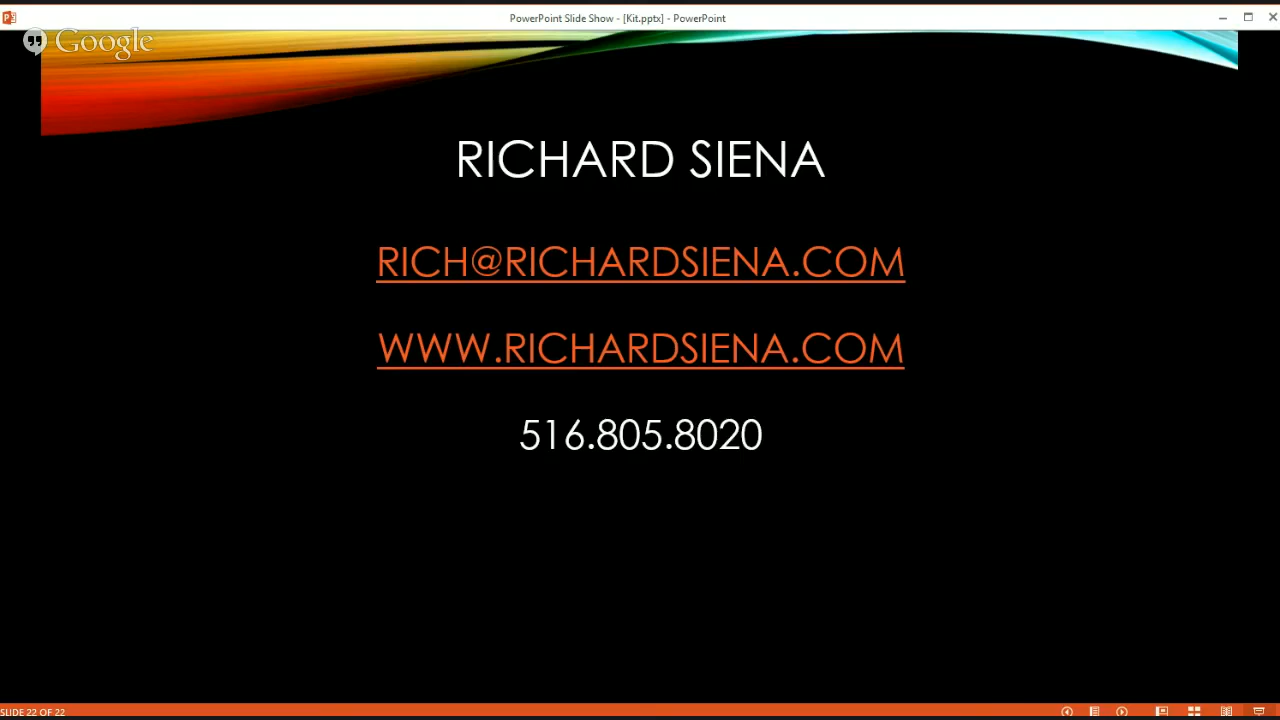 PowerPoint Slide Show - [Kit.pptx] - PowerPoint
Google
RICHARD SIENA
RICH@RICHARDSIENA.COM
WWW.RICHARDSIENA.COM
516.805.8020
SLIDE 22 OF 22